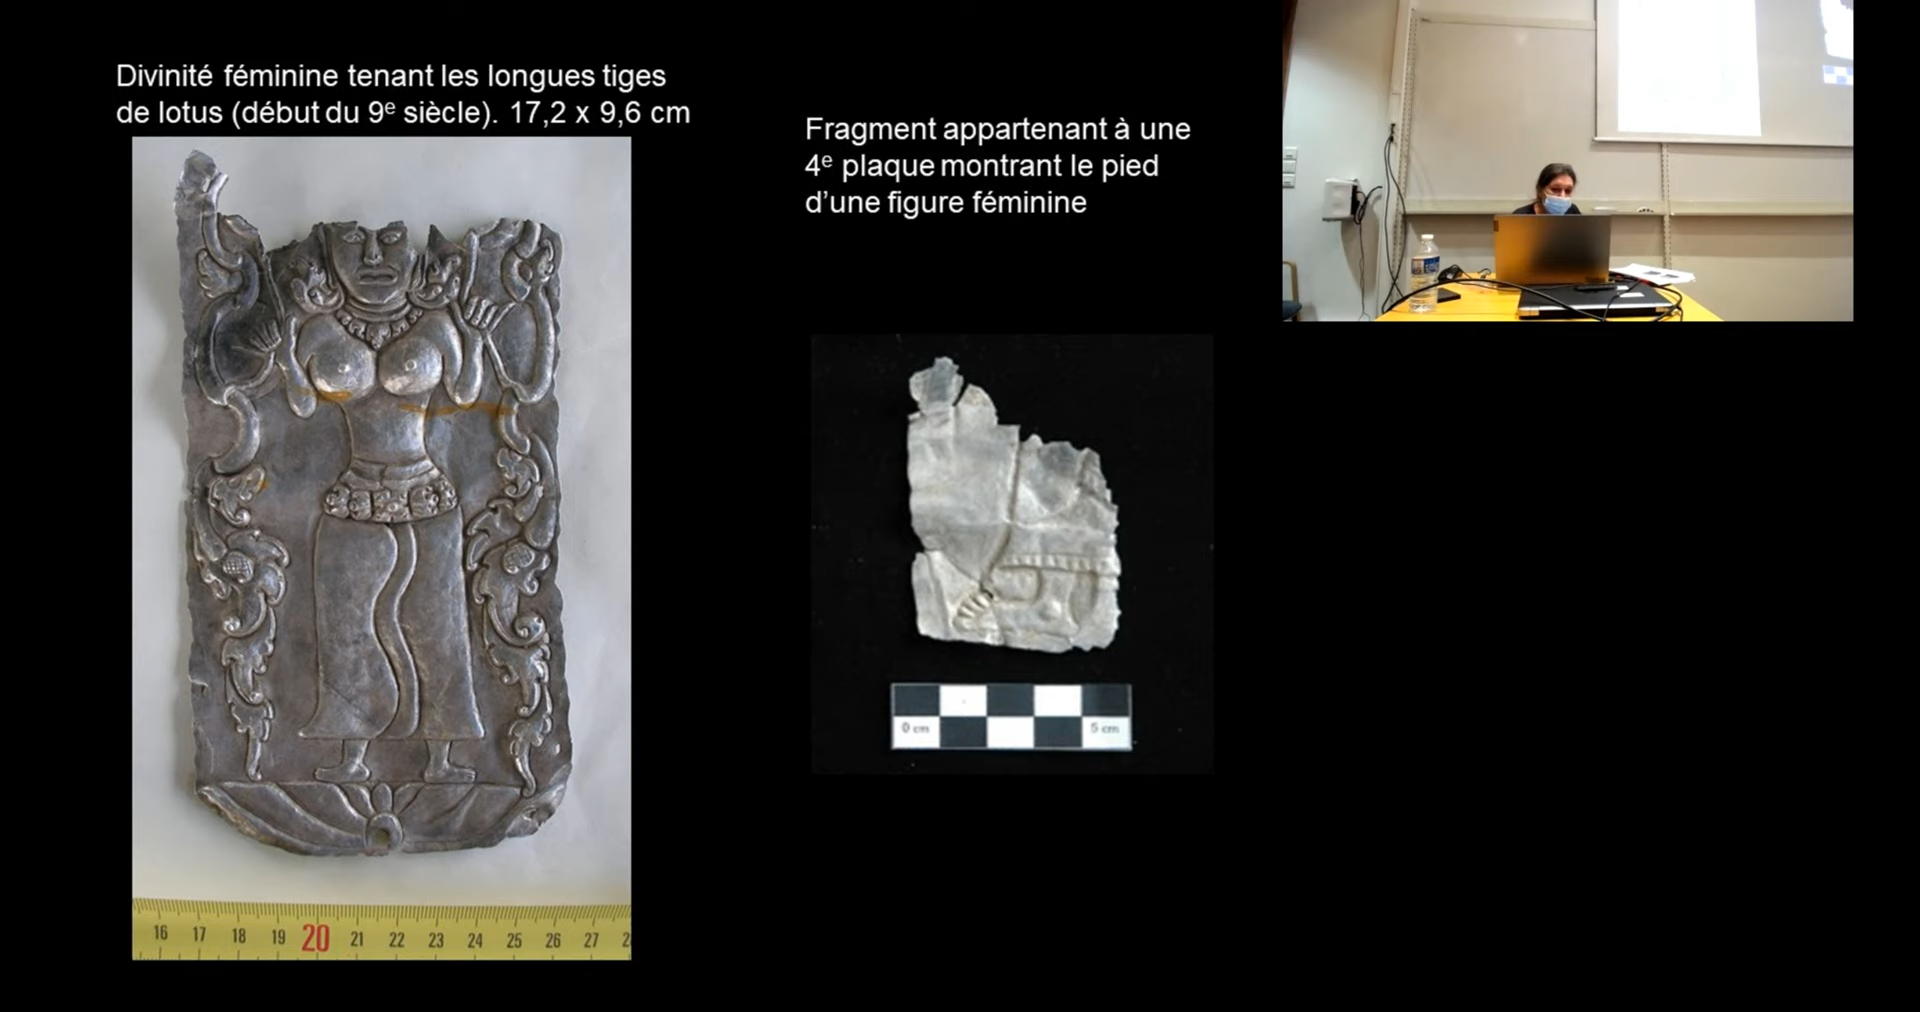 Divinité féminine tenant les longues tiges
de lotus (début du 9e siècle). 17,2 x 9,6 cm
Fragment appartenant à une
4e plaque montrant le pied
d'une figure féminine
0 cm 5 cm
16 17 18 19 20 21 22 23 24 25 26 27